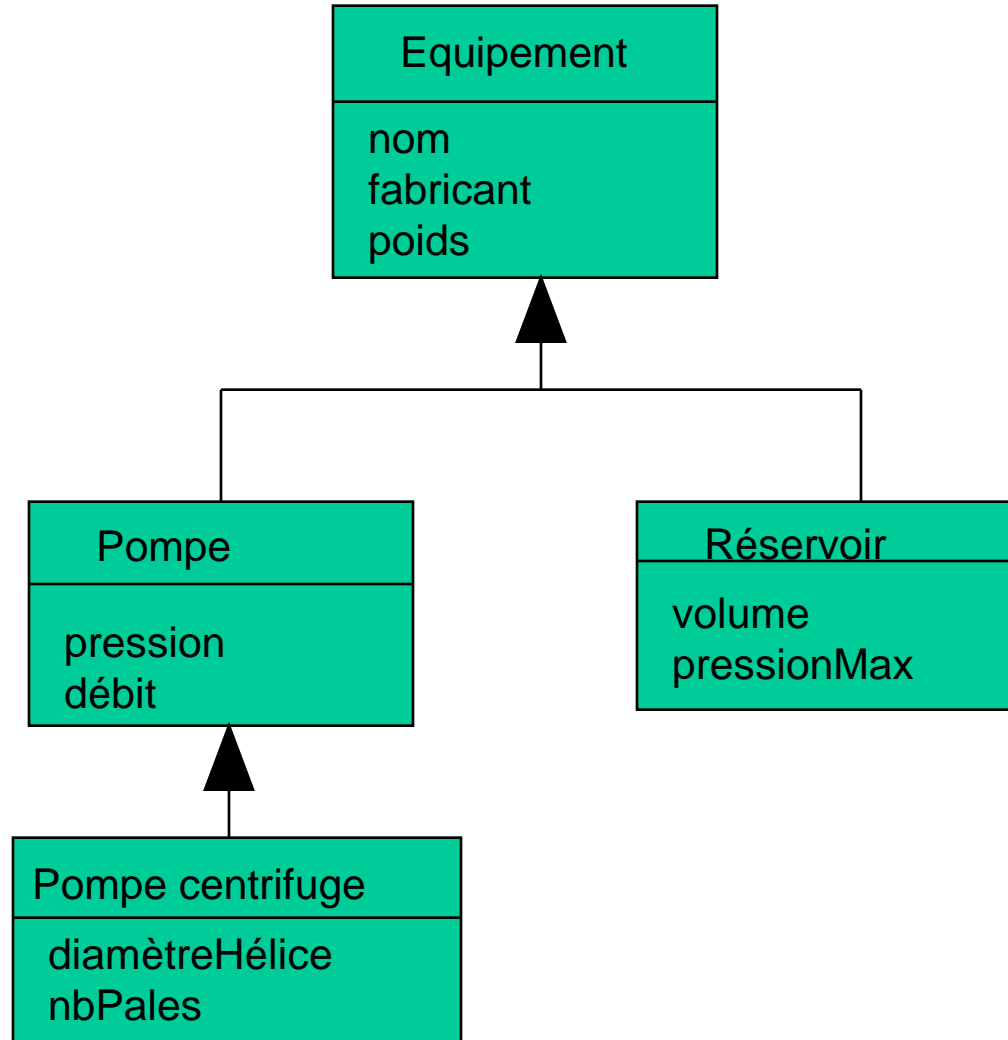 Equipement
nom
fabricant
poids
Pompe
pression
débit
Réservoir
volume
pressionMax
Pompe centrifuge
diamètreHélice
nbPales